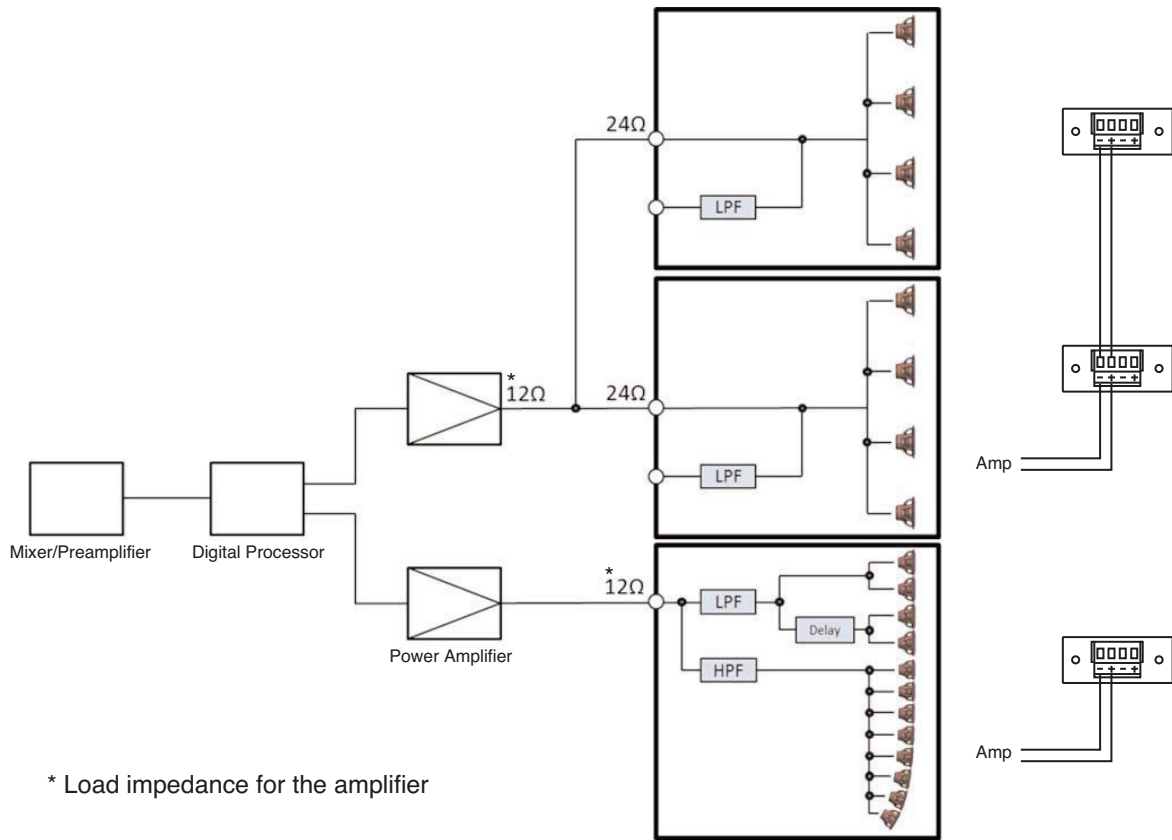 24Ω
LPF
*
12Ω
24Ω
LPF
Mixer/Preamplifier
Digital Processor
*
12Ω
LPF
Delay
HPF
Power Amplifier
- + - +
- + - +
Amp
- + - +
Amp
* Load impedance for the amplifier